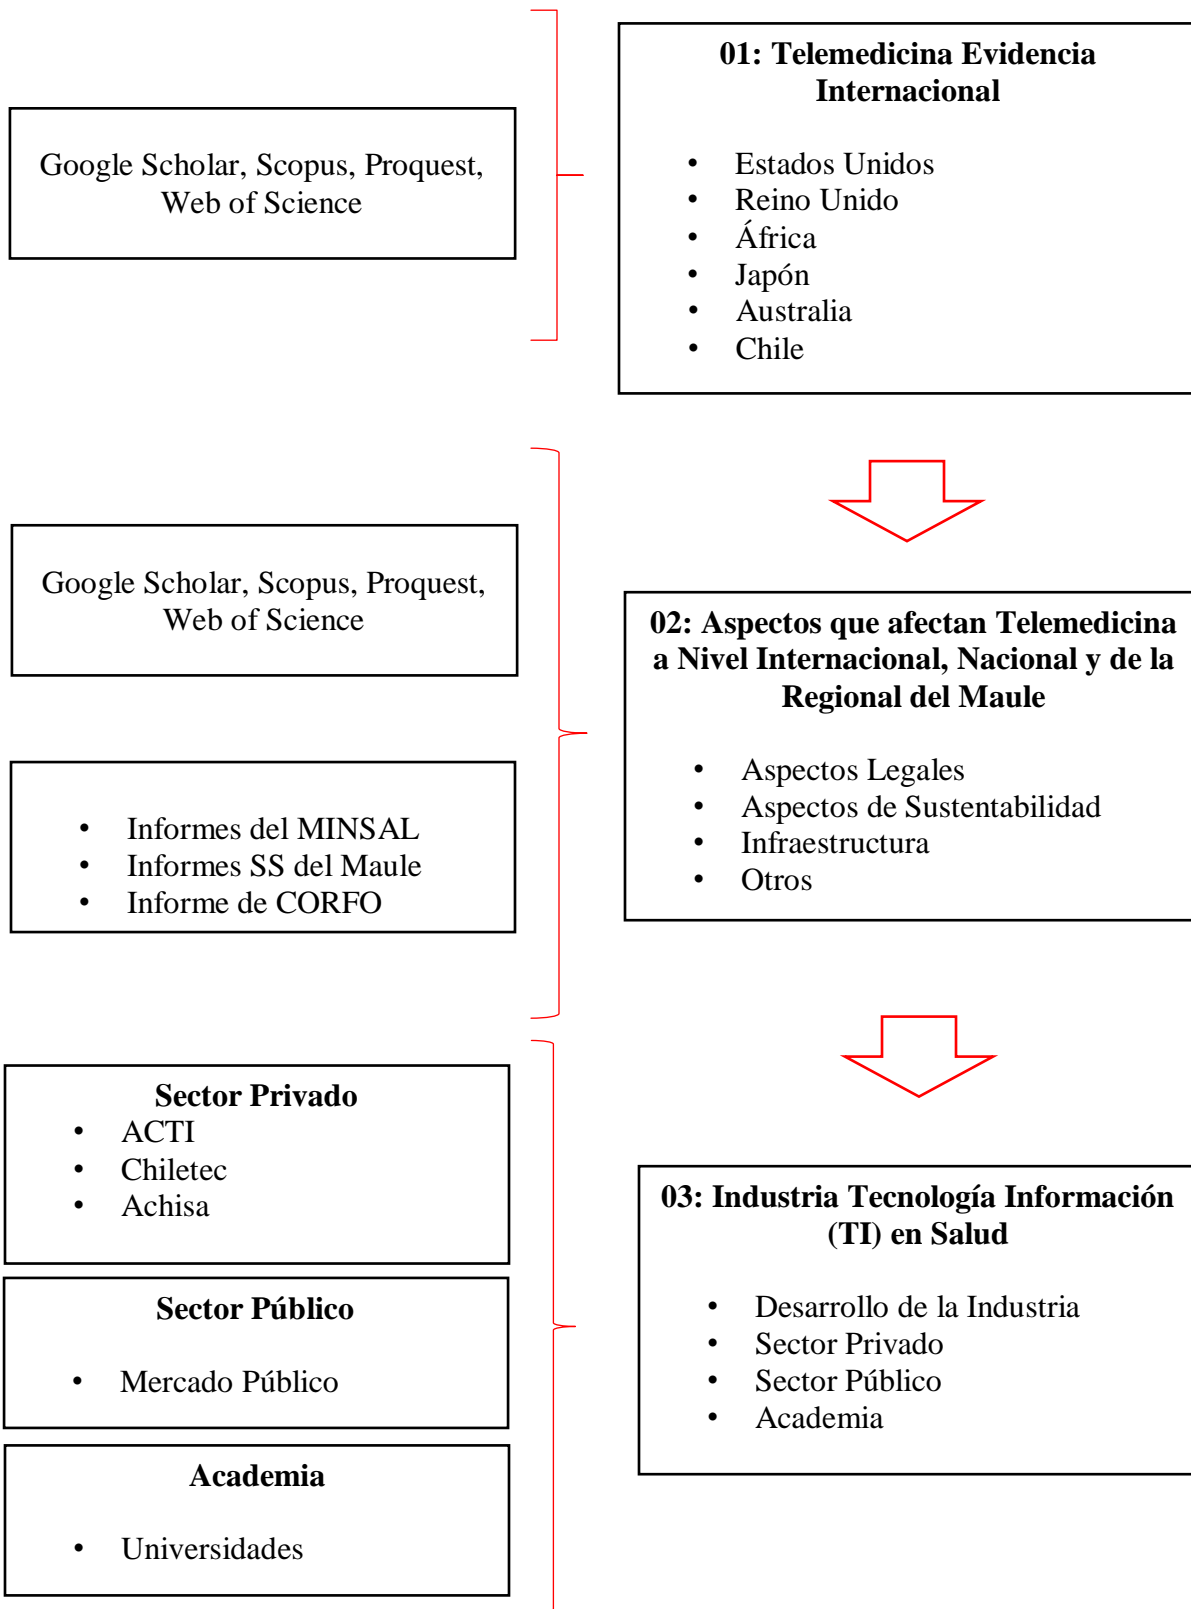 Google Scholar, Scopus, Proquest,
Web of Science
01: Telemedicina Evidencia
Internacional
• Estados Unidos
• Reino Unido
• África
• Japón
• Australia
• Chile
Google Scholar, Scopus, Proquest,
Web of Science
• Informes del MINSAL
• Informes SS del Maule
• Informe de CORFO
02: Aspectos que afectan Telemedicina
a Nivel Internacional, Nacional y de la
Regional del Maule
• Aspectos Legales
• Aspectos de Sustentabilidad
• Infraestructura
• Otros
Sector Privado
• ACTI
• Chiletec
• Achisa
Sector Público
• Mercado Público
Academia
• Universidades
03: Industria Tecnología Información
(TI) en Salud
• Desarrollo de la Industria
• Sector Privado
• Sector Público
• Academia